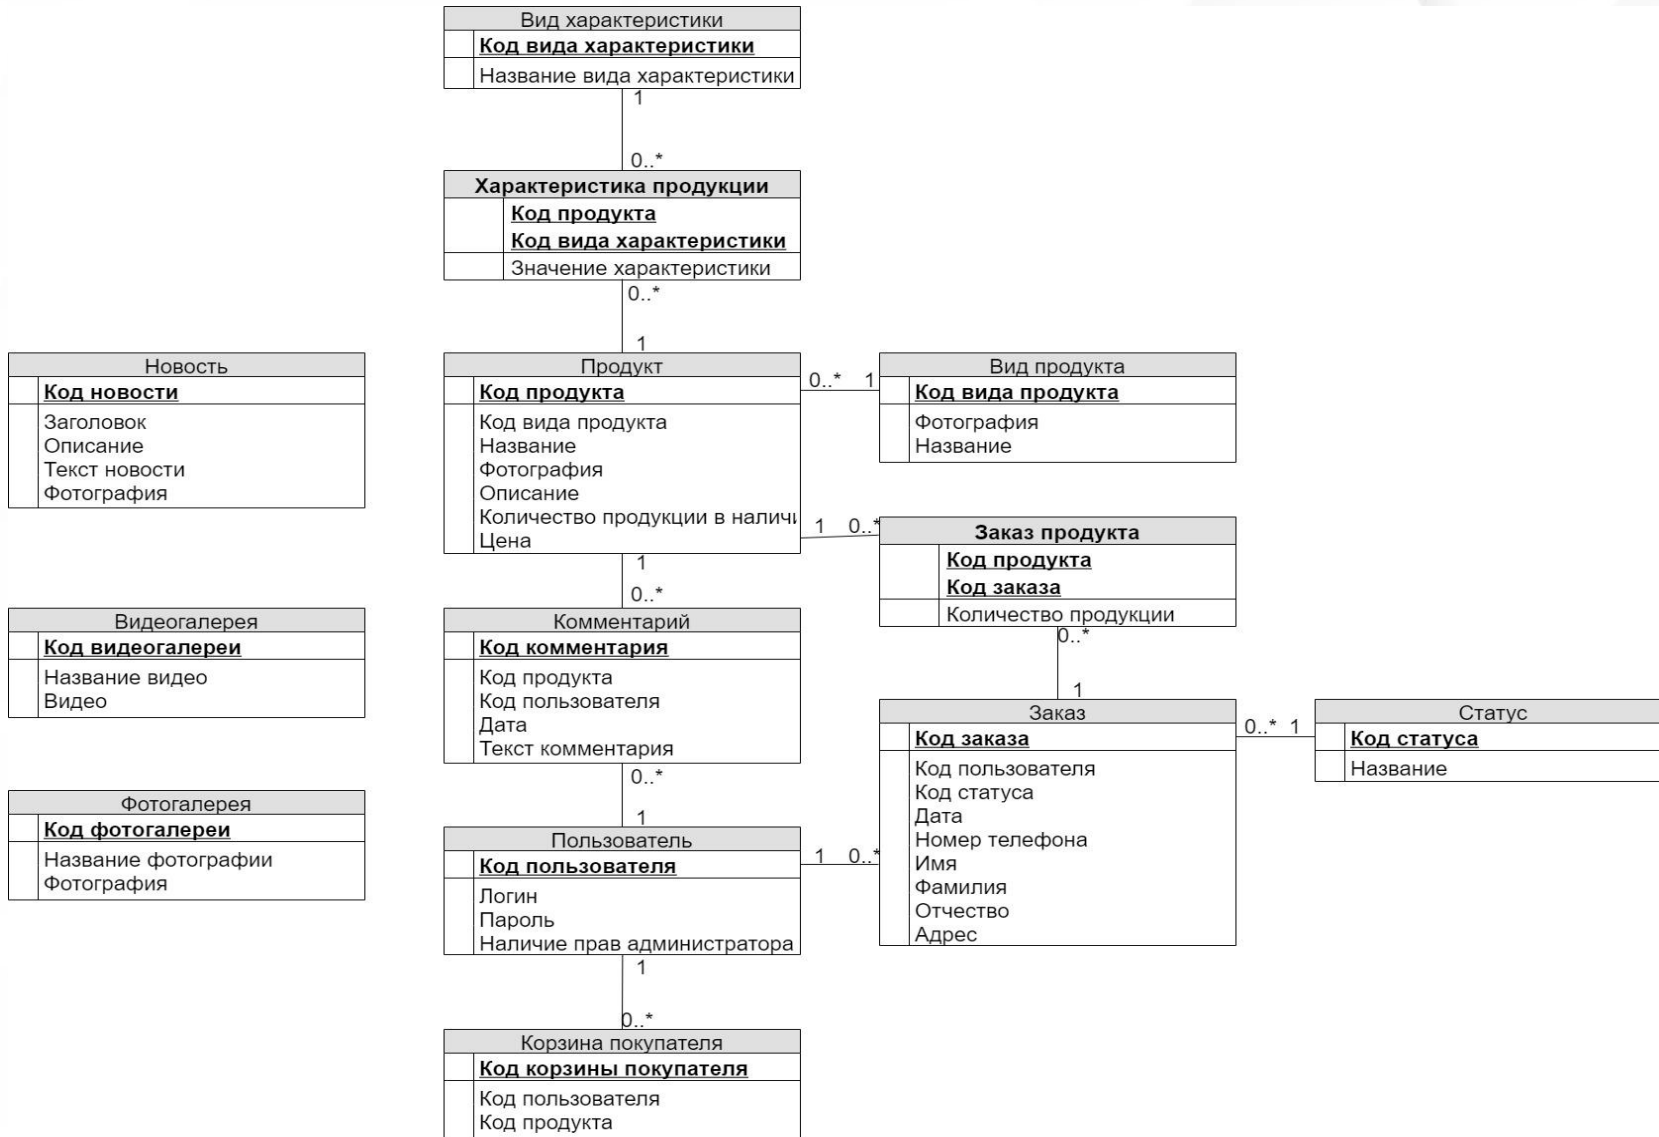 Вид характеристики
Код вида характеристики
Название вида характеристики
1
0..*
Характеристика продукции
Код продукта
Код вида характеристики
Значение характеристики
0..*
1
Новость
Код новости
Заголовок
Описание
Текст новости
Фотография
Продукт
Код продукта
Код вида продукта
Название
Фотография
Описание
Количество продукции в наличи
Цена
0..* 1
Вид продукта
Код вида продукта
Фотография
Название
1 0..*
Заказ продукта
Код продукта
Код заказа
Количество продукции
1
0..*
Видеогалерея
Код видеогалереи
Название видео
Видео
Комментарий
Код комментария
Код продукта
Код пользователя
Дата
Текст комментария
0..*
1
0..*
1
Заказ
Код заказа
Код пользователя
Код статуса
Дата
Номер телефона
Имя
Фамилия
Отчество
Адрес
0..* 1
Статус
Код статуса
Название
Фотогалерея
Код фотогалереи
Название фотографии
Фотография
Пользователь
Код пользователя
Логин
Пароль
Наличие прав администратора
1 0..*
1
0..*
Корзина покупателя
Код корзины покупателя
Код пользователя
Код продукта